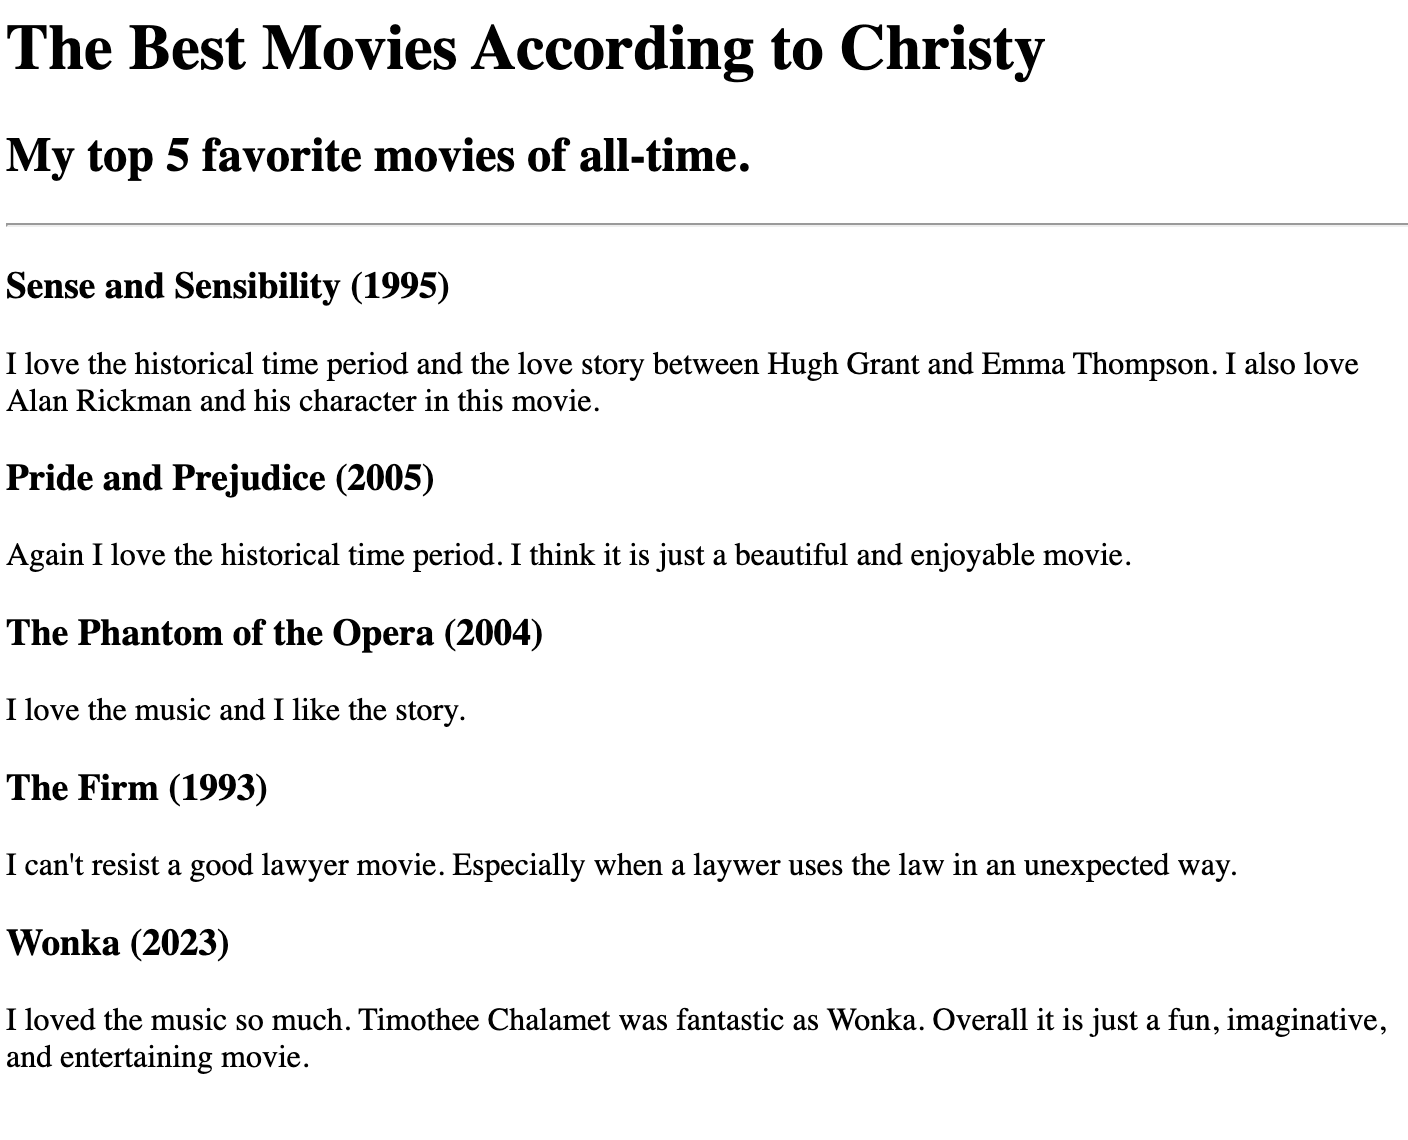 The Best Movies According to Christy
My top 5 favorite movies of all-time.
Sense and Sensibility (1995)
I love the historical time period and the love story between Hugh Grant and Emma Thompson. I also love
Alan Rickman and his character in this movie.
Pride and Prejudice (2005)
Again I love the historical time period. I think it is just a beautiful and enjoyable movie.
The Phantom of the Opera (2004)
I love the music and I like the story.
The Firm (1993)
I can't resist a good lawyer movie. Especially when a laywer uses the law in an unexpected way.
Wonka (2023)
I loved the music so much. Timothee Chalamet was fantastic as Wonka. Overall it is just a fun, imaginative,
and entertaining movie.